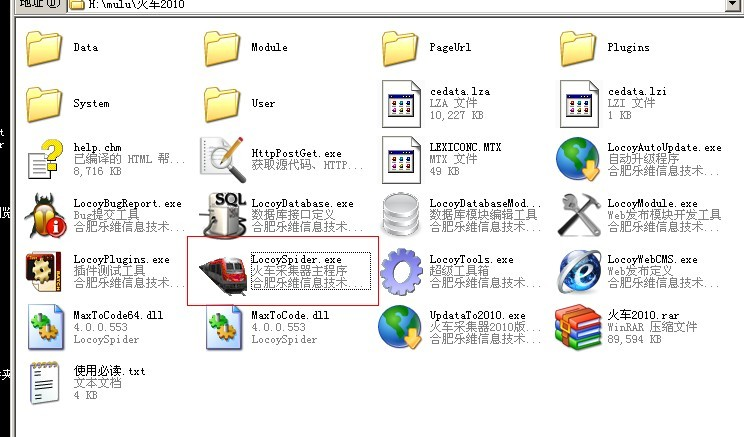 地址(D) H:\mulu\火车2010
Data
Module
PageUrl
Plugins
System
User
cedata.lza
LZA 文件
10,227 KB
cedata.lzi
LZI 文件
1 KB
help.chm
已编译的 HTML 帮...
8,716 KB
HttpPostGet.exe
获取源代码、HTTP...
LEXICONC.MTX
MTX 文件
49 KB
LocoyAutoUpdate.exe
自动升级程序
合肥乐维信息技术...
LocoyBugReport.exe
Bug提交工具
合肥乐维信息技术...
LocoyDatabase.exe
数据库接口定义
合肥乐维信息技术...
LocoyDatabaseMod...
数据库模块编辑工具
合肥乐维信息技术...
LocoyModule.exe
Web发布模块开发工具
合肥乐维信息技术...
LocoyPlugins.exe
插件测试工具
合肥乐维信息技术...
LocoySpider.exe
火车采集器主程序
合肥乐维信息技术...
LocoyTools.exe
超级工具箱
合肥乐维信息技术...
LocoyWebCMS.exe
Web发布定义
合肥乐维信息技术...
MaxToCode64.dll
4.0.0.553
LocoySpider
MaxToCode.dll
4.0.0.553
LocoySpider
UpdataTo2010.exe
火车采集器2010版...
合肥乐维信息技术...
火车2010.rar
WinRAR 压缩文件
89,594 KB
使用必读.txt
文本文档
4 KB